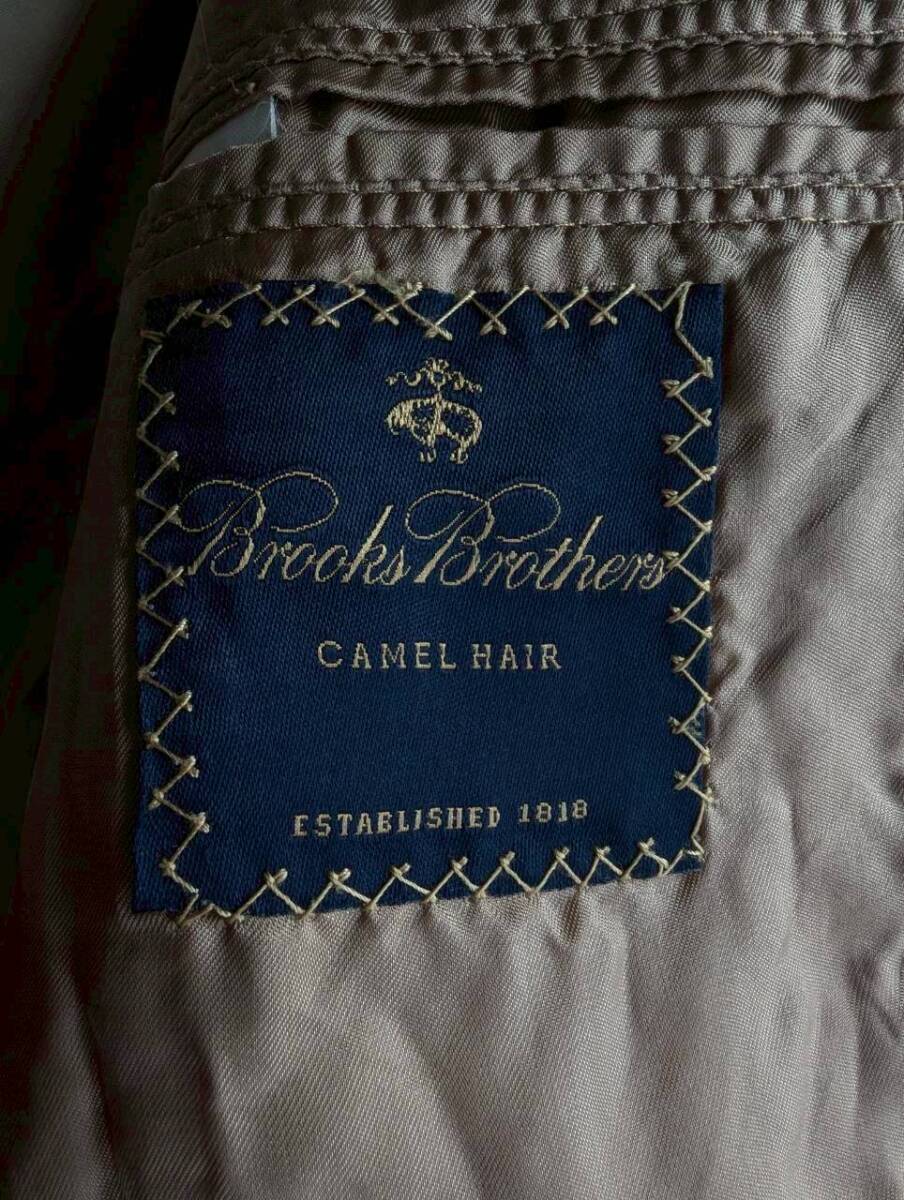 Brooks Brothers
CAMEL HAIR
ESTABLISHED 1818